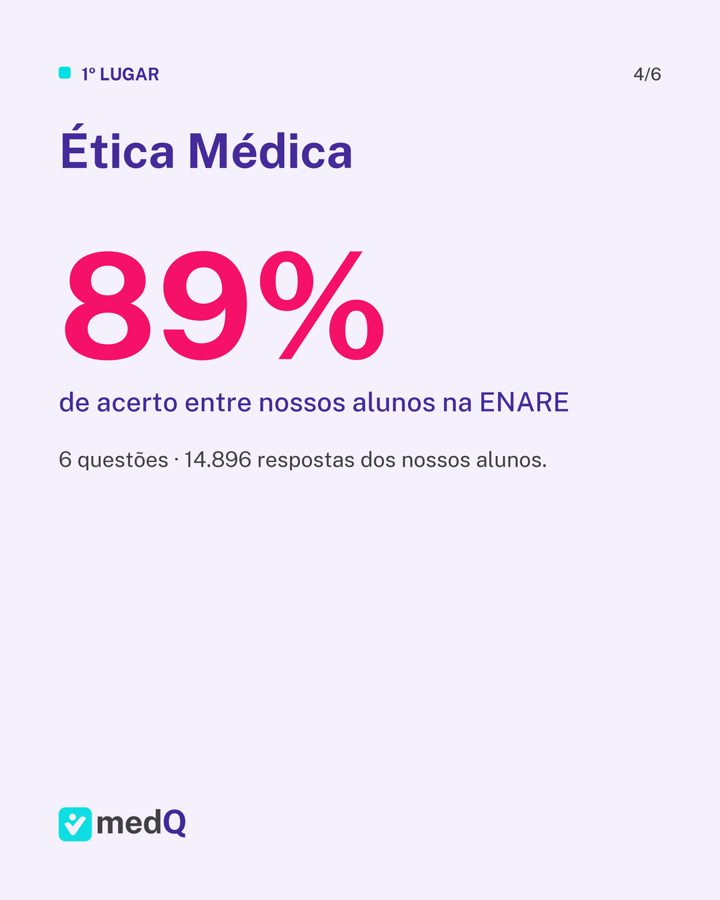 1º LUGAR
4/6
Ética Médica
89%
de acerto entre nossos alunos na ENARE
6 questões · 14.896 respostas dos nossos alunos.
medQ